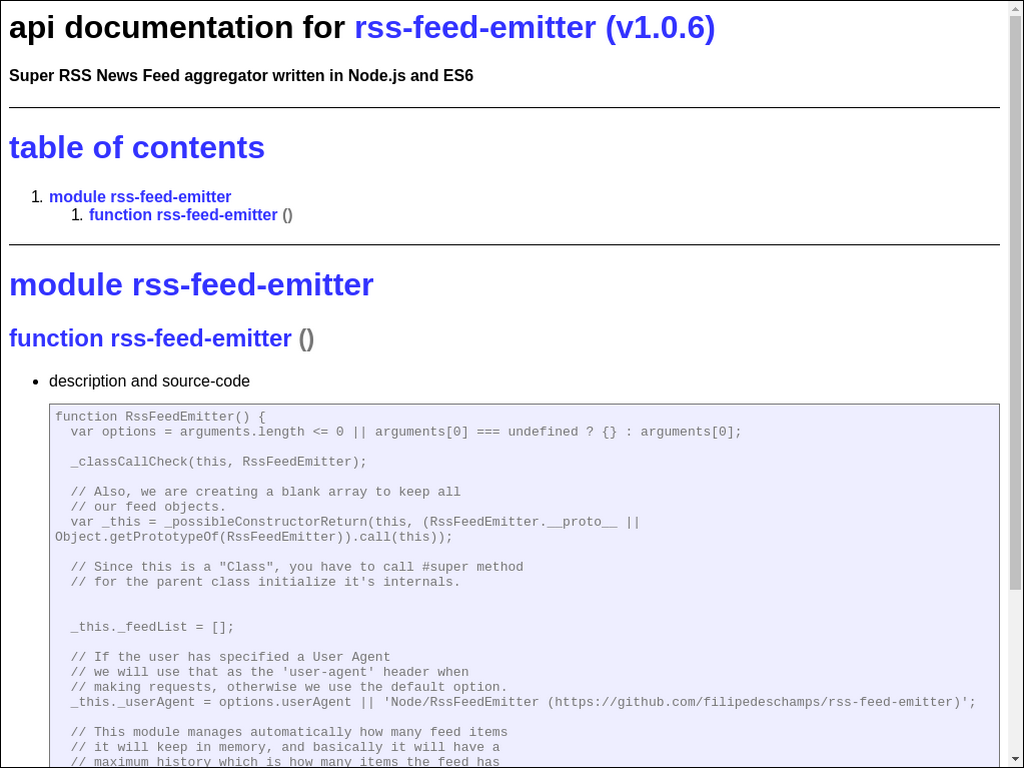 api documentation for rss-feed-emitter (v1.0.6)
Super RSS News Feed aggregator written in Node.js and ES6
table of contents
1. module rss-feed-emitter
1. function rss-feed-emitter ()
module rss-feed-emitter
function rss-feed-emitter ()
• description and source-code
function RssFeedEmitter() {
  var options = arguments.length <= 0 || arguments[0] === undefined ? {} : arguments[0];
  _classCallCheck(this, RssFeedEmitter);
  // Also, we are creating a blank array to keep all
  // our feed objects.
  var _this = _possibleConstructorReturn(this, (RssFeedEmitter.__proto__ ||
Object.getPrototypeOf(RssFeedEmitter)).call(this));
  // Since this is a "Class", you have to call #super method
  // for the parent class initialize it's internals.
  _this._feedList = [];
  // If the user has specified a User Agent
  // we will use that as the 'user-agent' header when
  // making requests, otherwise we use the default option.
  _this._userAgent = options.userAgent || 'Node/RssFeedEmitter (https://github.com/filipedeschamps/rss-feed-emitter)';
  // This module manages automatically how many feed items
  // it will keep in memory, and basically it will have a
  // maximum history which is how many items the feed has